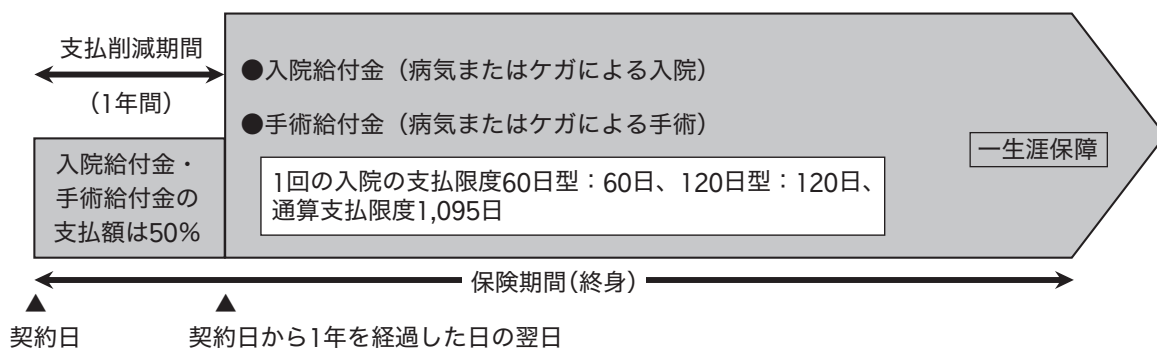 支払削減期間
(1年間)
入院給付金・
手術給付金の
支払額は50%
●入院給付金(病気またはケガによる入院)
●手術給付金(病気またはケガによる手術)
1回の入院の支払限度60日型:60日、120日型:120日、
通算支払限度1,095日
一生涯保障
保険期間(終身)
▲ ▲
契約日 契約日から1年を経過した日の翌日